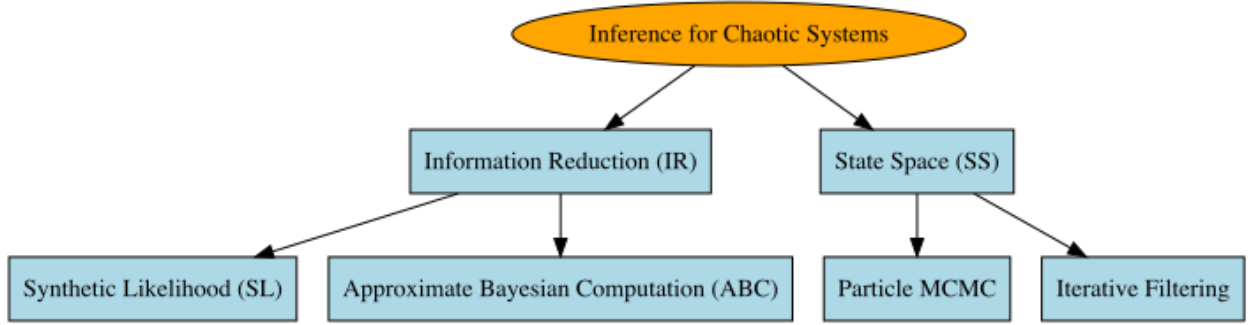 Inference for Chaotic Systems
Information Reduction (IR)
State Space (SS)
Synthetic Likelihood (SL)
Approximate Bayesian Computation (ABC)
Particle MCMC
Iterative Filtering